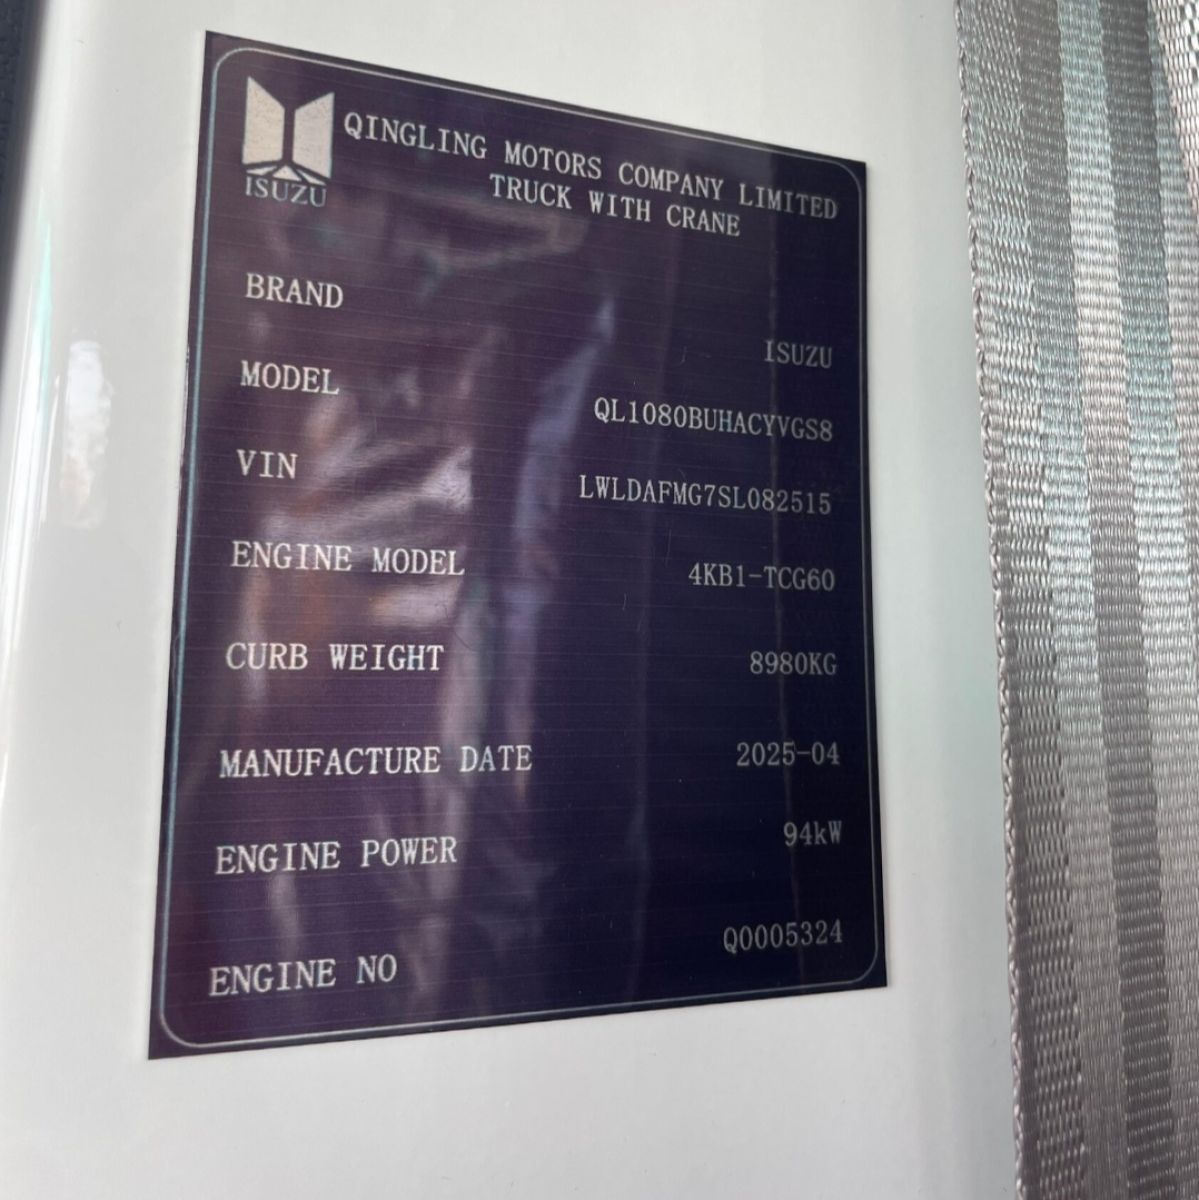 ISUZU
QINGLING MOTORS COMPANY LIMITED
TRUCK WITH CRANE
BRAND ISUZU
MODEL QL1080BUHACYVGS8
VIN LWLDAFMG7SL082515
ENGINE MODEL 4KB1-TCG60
CURB WEIGHT 8980KG
MANUFACTURE DATE 2025-04
ENGINE POWER 94kW
ENGINE NO Q0005324